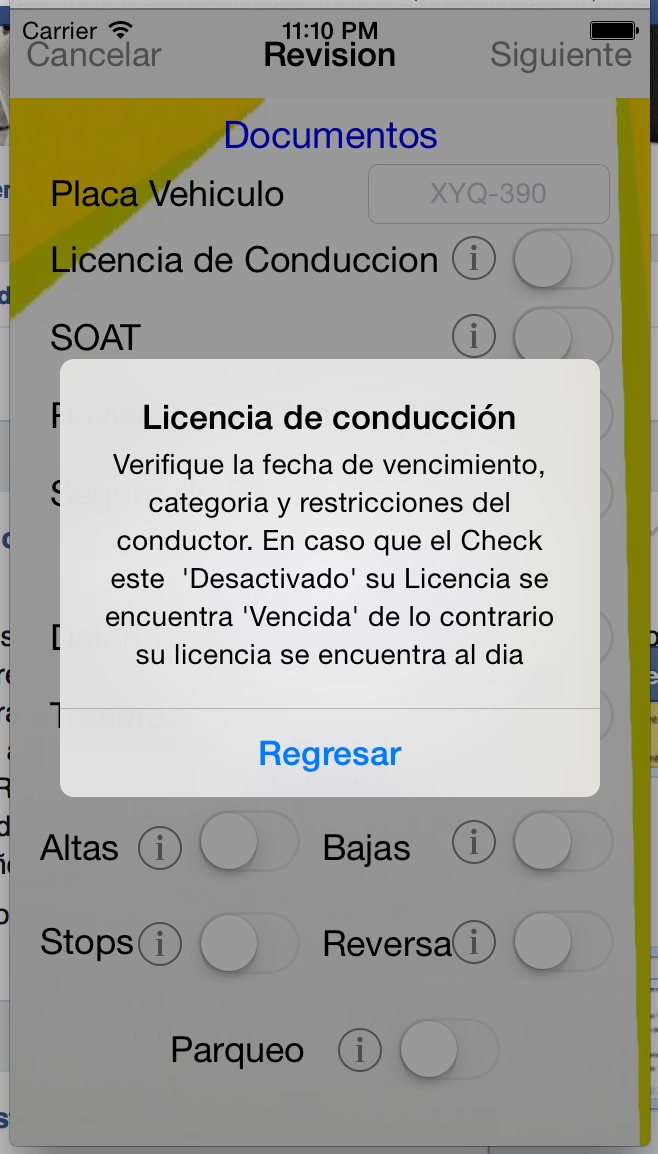 Carrier 11:10 PM
Cancelar Revision Siguiente
Documentos
Placa Vehiculo XYQ-390
Licencia de Conduccion
SOAT
Licencia de conducción
Verifique la fecha de vencimiento,
categoria y restricciones del
conductor. En caso que el Check
este 'Desactivado' su Licencia se
encuentra 'Vencida' de lo contrario
su licencia se encuentra al dia
Traseras
Regresar
Altas Bajas
Stops Reversa
Parqueo